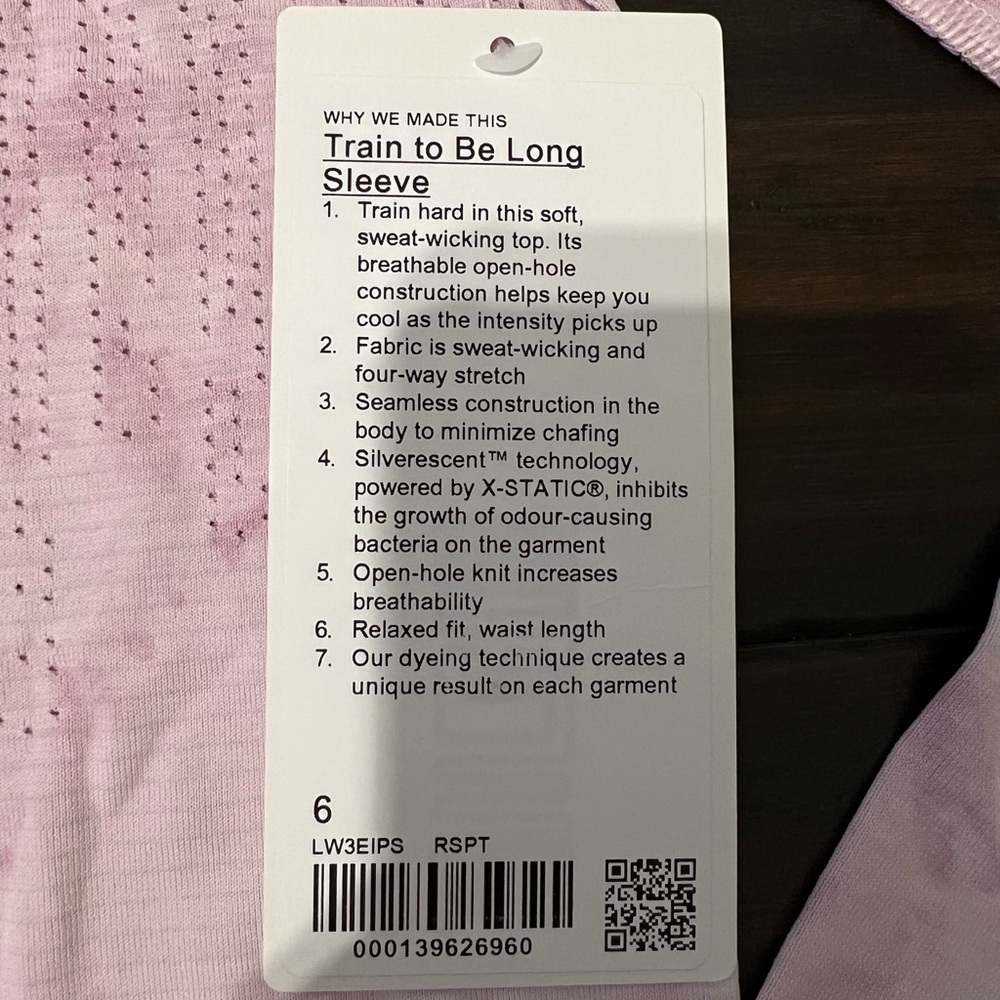 WHY WE MADE THIS
Train to Be Long
Sleeve
1. Train hard in this soft,
sweat-wicking top. Its
breathable open-hole
construction helps keep you
cool as the intensity picks up
2. Fabric is sweat-wicking and
four-way stretch
3. Seamless construction in the
body to minimize chafing
4. Silverescent™ technology,
powered by X-STATIC®, inhibits
the growth of odour-causing
bacteria on the garment
5. Open-hole knit increases
breathability
6. Relaxed fit, waist length
7. Our dyeing technique creates a
unique result on each garment
6
LW3EIPS RSPT
000139626960